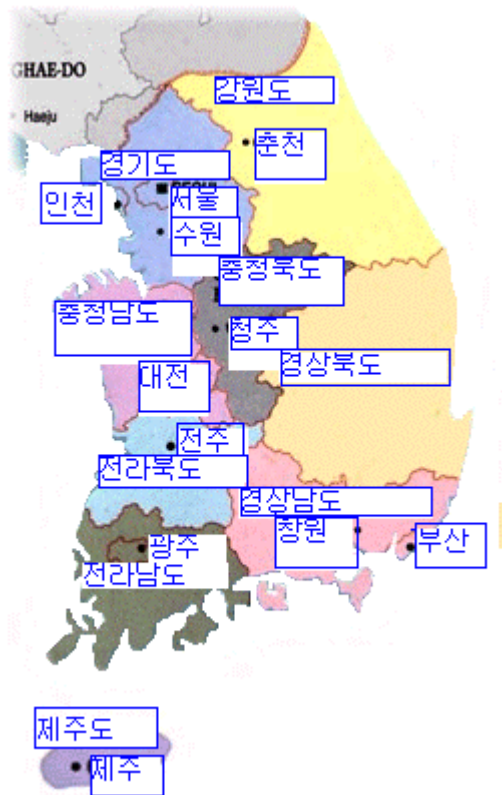 GHAE-DO
강원도
Haeju
춘천
경기도
인천
서울
수원
충청북도
충청남도
청주
경상북도
대전
전주
전라북도
경상남도
창원
부산
광주
전라남도
제주도
제주